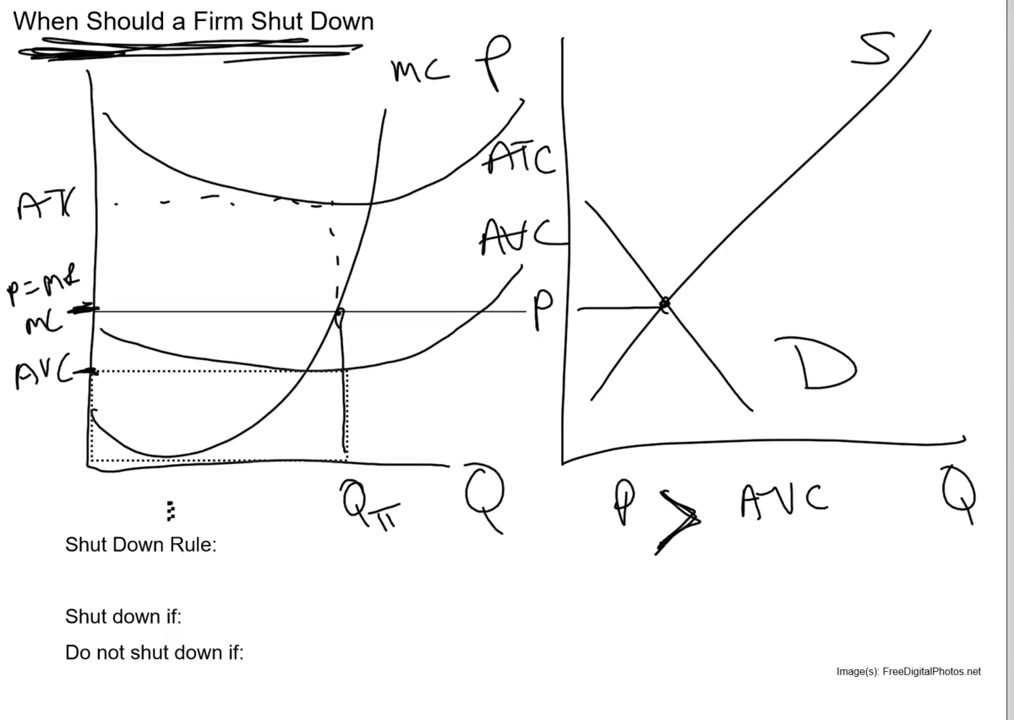 When Should a Firm Shut Down
MC
P
S
ATC
ATC
AVC
P = MR
MC
P
AVC
D
Qπ
Q
P > AVC
Q
Shut Down Rule:
Shut down if:
Do not shut down if:
Image(s): FreeDigitalPhotos.net